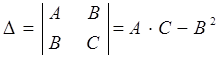 Δ = | A B |
    | B C | = A · C − B²